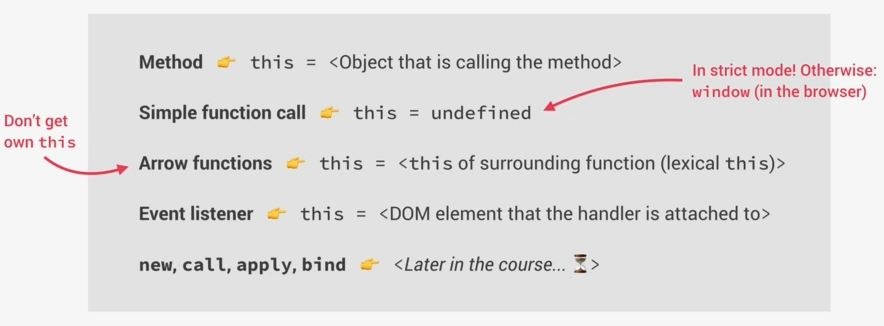 Method 👉 this = <Object that is calling the method>
In strict mode! Otherwise:
window (in the browser)
Simple function call 👉 this = undefined
Don't get
own this
Arrow functions 👉 this = <this of surrounding function (lexical this)>
Event listener 👉 this = <DOM element that the handler is attached to>
new, call, apply, bind 👉 <Later in the course... ⏳>